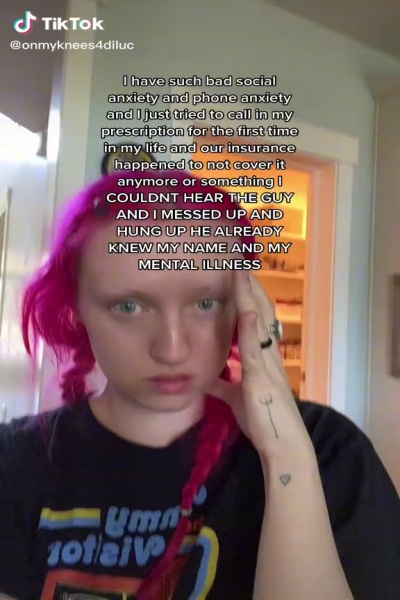 TikTok
@onmyknees4diluc
I have such bad social
anxiety and phone anxiety
and I just tried to call in my
prescription for the first time
in my life and our insurance
happened to not cover it
anymore or something I
COULDNT HEAR THE GUY
AND I MESSED UP AND
HUNG UP HE ALREADY
KNEW MY NAME AND MY
MENTAL ILLNESS